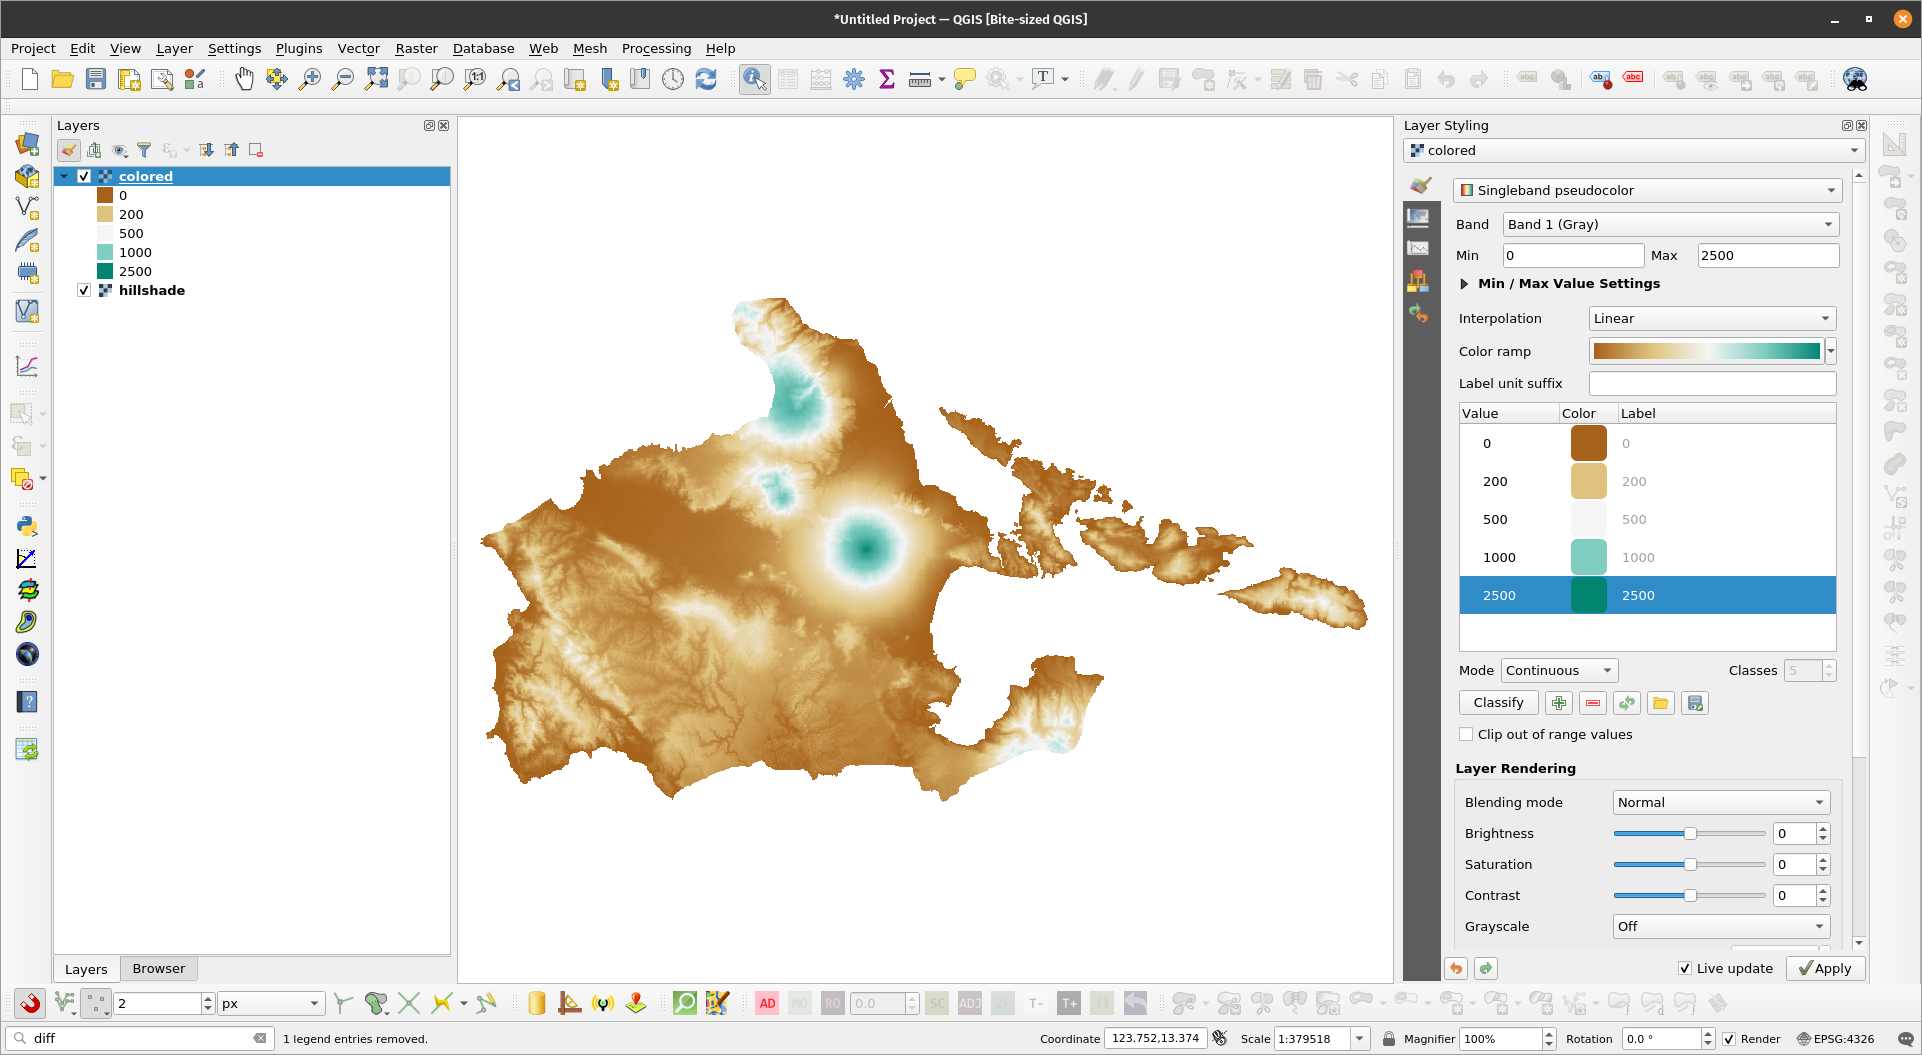 *Untitled Project — QGIS [Bite-sized QGIS]
Project Edit View Layer Settings Plugins Vector Raster Database Web Mesh Processing Help
Layers
colored
0
200
500
1000
2500
hillshade
Layers Browser
Layer Styling
colored
Singleband pseudocolor
Band Band 1 (Gray)
Min 0 Max 2500
Min / Max Value Settings
Interpolation Linear
Color ramp
Label unit suffix
Value Color Label
0 0
200 200
500 500
1000 1000
2500 2500
Mode Continuous Classes 5
Classify
Clip out of range values
Layer Rendering
Blending mode Normal
Brightness 0
Saturation 0
Contrast 0
Grayscale Off
Live update Apply
2 px AD MO RO 0.0 SC ADJ T- T+
diff 1 legend entries removed. Coordinate 123.752,13.374 Scale 1:379518 Magnifier 100% Rotation 0.0 ° Render EPSG:4326